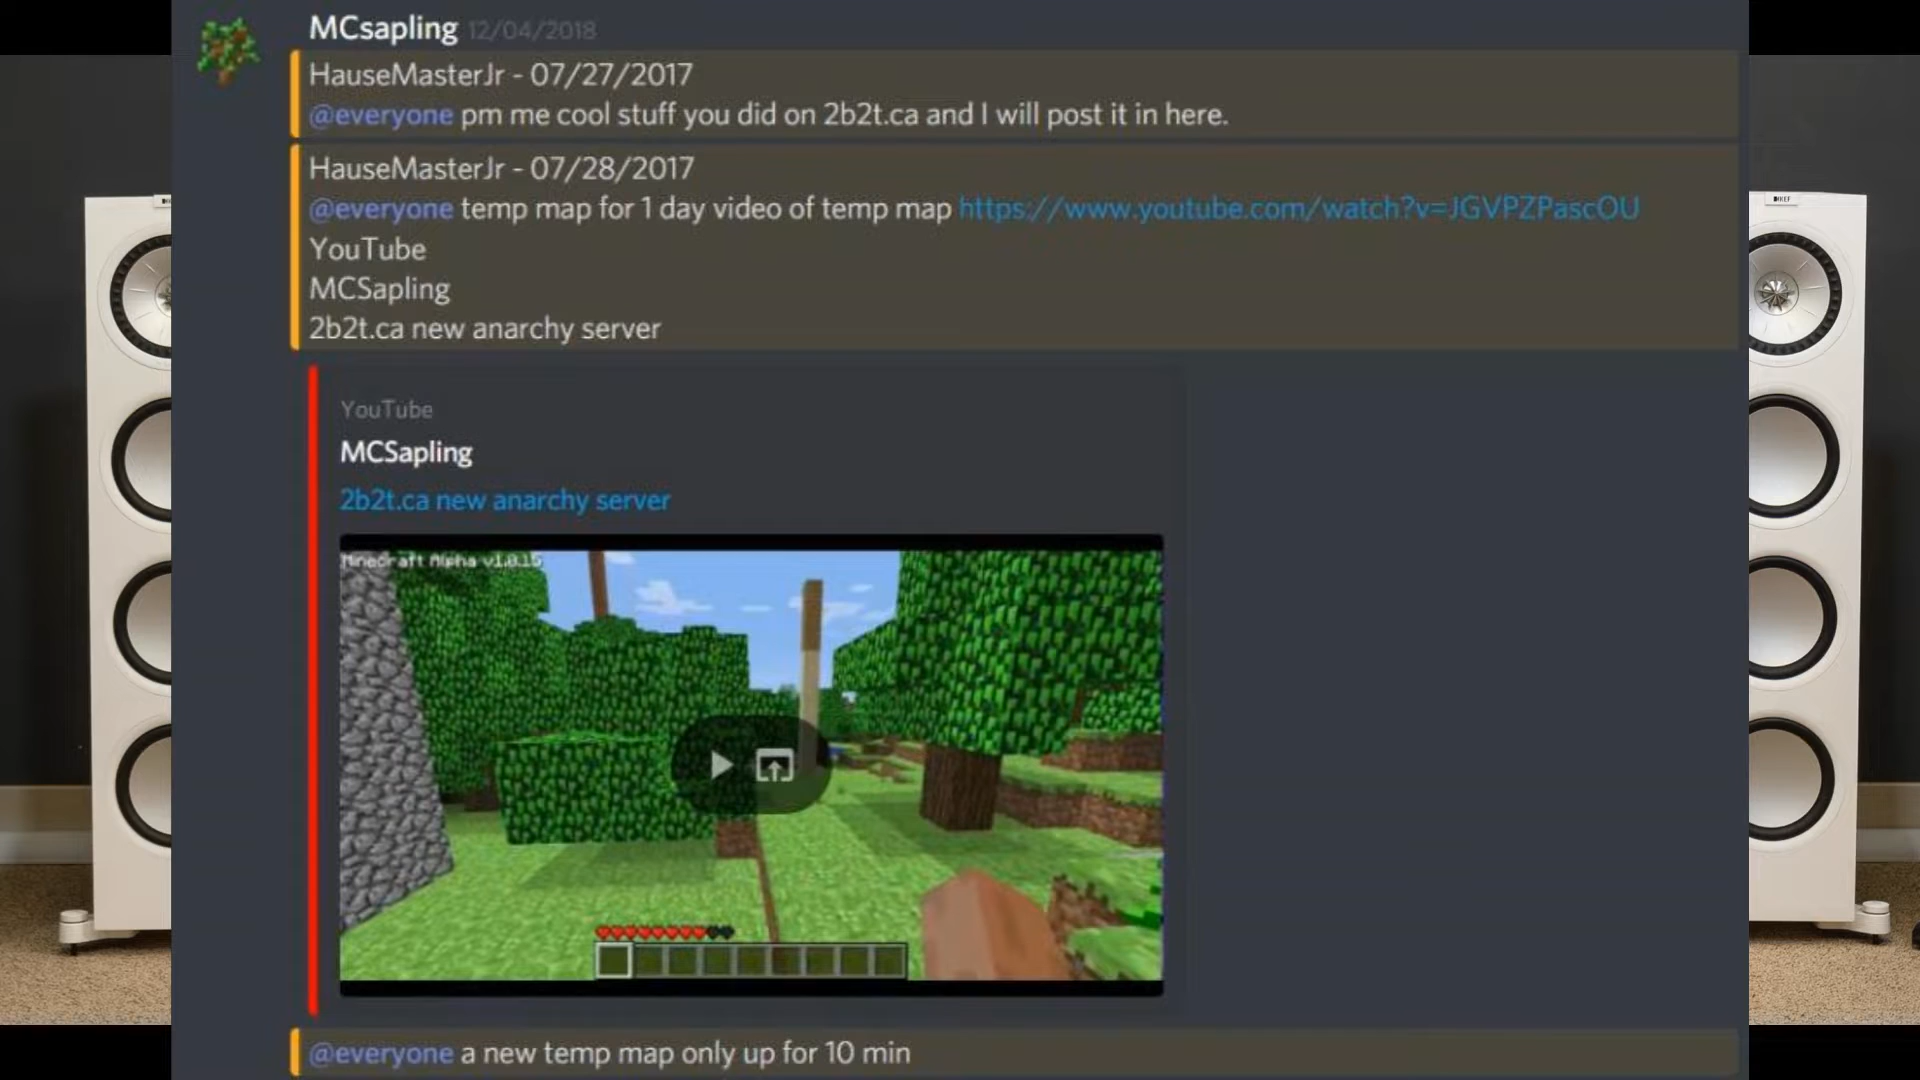 MCsapling 12/04/2018
HauseMasterJr - 07/27/2017
@everyone pm me cool stuff you did on 2b2t.ca and I will post it in here.
HauseMasterJr - 07/28/2017
@everyone temp map for 1 day video of temp map https://www.youtube.com/watch?v=JGVPZPascOU
YouTube
MCSapling
2b2t.ca new anarchy server
YouTube
MCSapling
2b2t.ca new anarchy server
Minecraft Alpha v1.0.15
@everyone a new temp map only up for 10 min
KEF